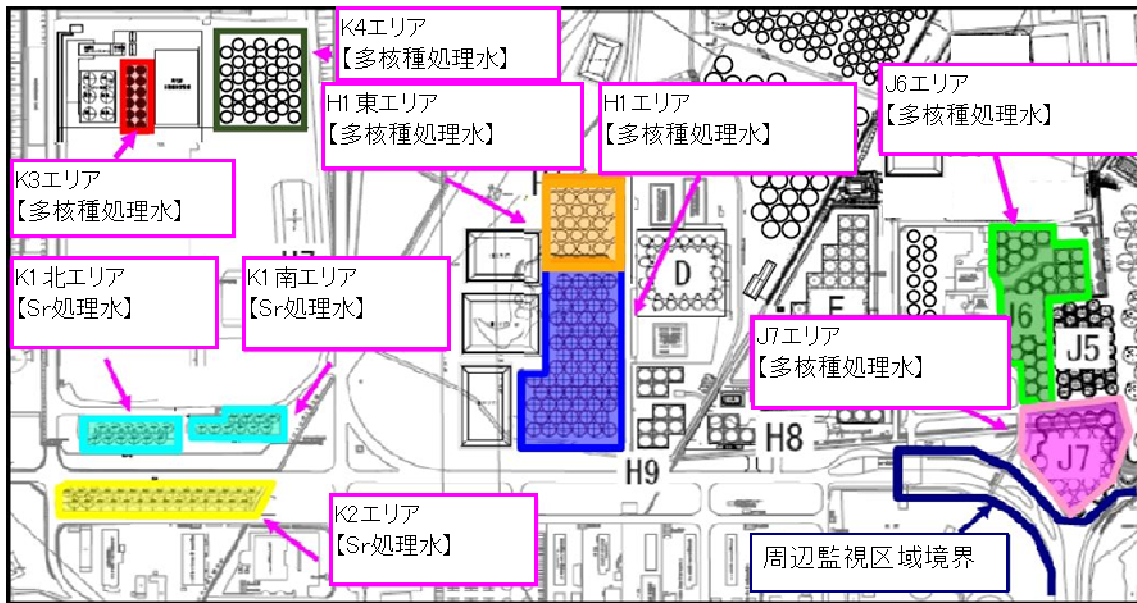 K4エリア
【多核種処理水】
H1東エリア
【多核種処理水】
H1エリア
【多核種処理水】
J6エリア
【多核種処理水】
K3エリア
【多核種処理水】
K1北エリア
【Sr処理水】
K1南エリア
【Sr処理水】
D
J6
J5
J7エリア
【多核種処理水】
H8
J7
H9
K2エリア
【Sr処理水】
周辺監視区域境界